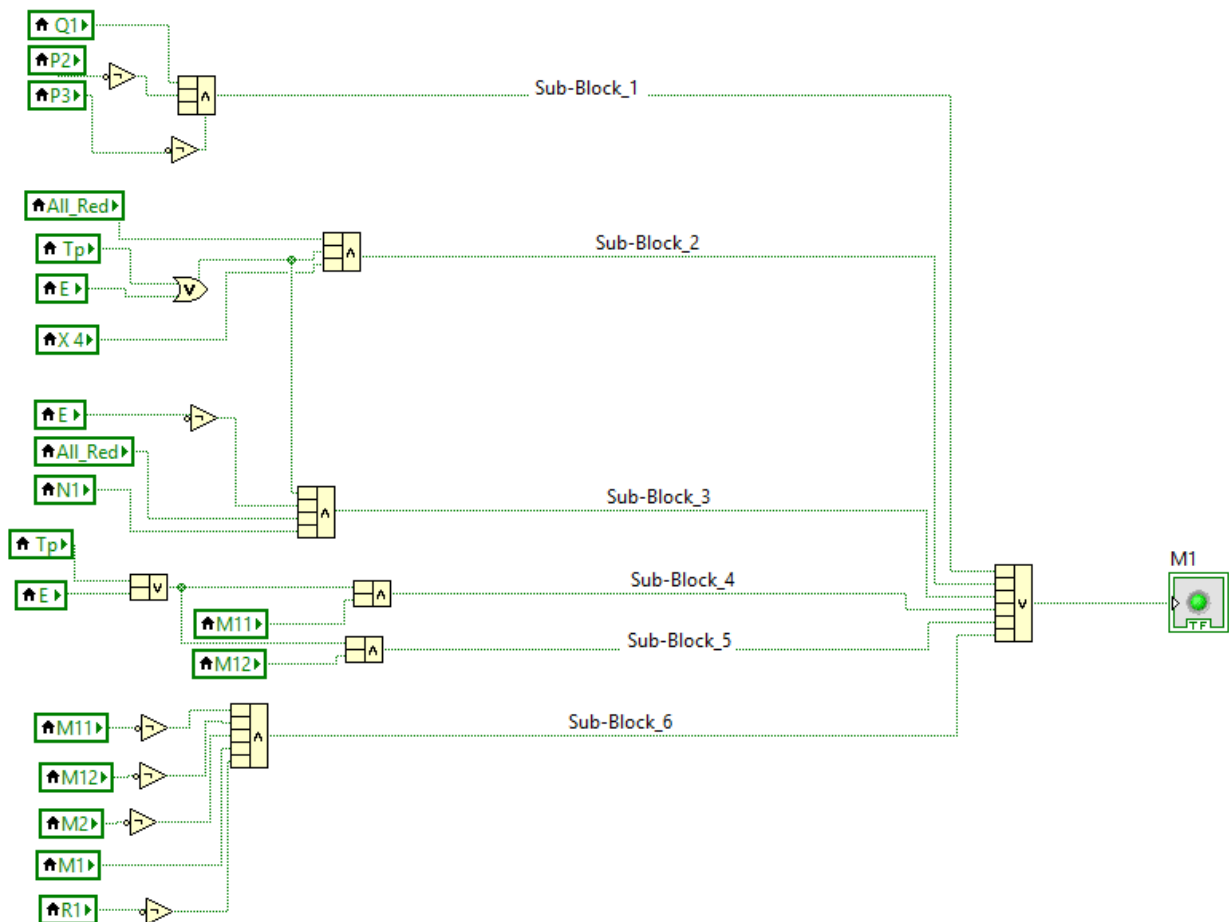 Q1
P2
P3
Sub-Block_1
All_Red
Tp
E
X 4
Sub-Block_2
E
All_Red
N1
Sub-Block_3
Tp
E
M11
M12
Sub-Block_4
Sub-Block_5
M1
TF
M11
M12
M2
M1
R1
Sub-Block_6